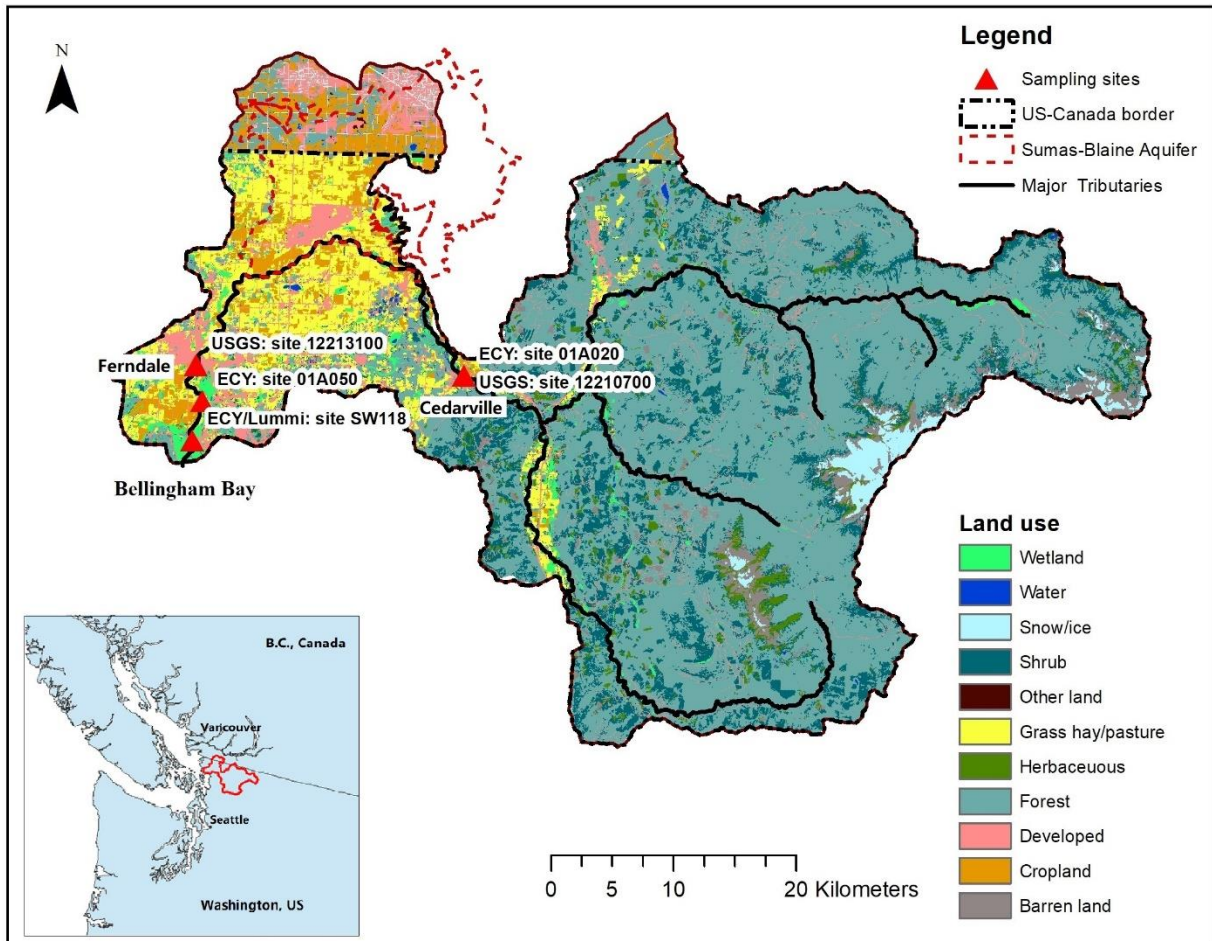 N
Legend
Sampling sites
US-Canada border
Sumas-Blaine Aquifer
Major Tributaries
USGS: site 12213100
Ferndale
ECY: site 01A050
ECY/Lummi: site SW118
Bellingham Bay
ECY: site 01A020
USGS: site 12210700
Cedarville
Land use
Wetland
Water
Snow/ice
Shrub
Other land
Grass hay/pasture
Herbaceuous
Forest
Developed
Cropland
Barren land
B.C., Canada
Vancouver
Seattle
Washington, US
0 5 10 20 Kilometers